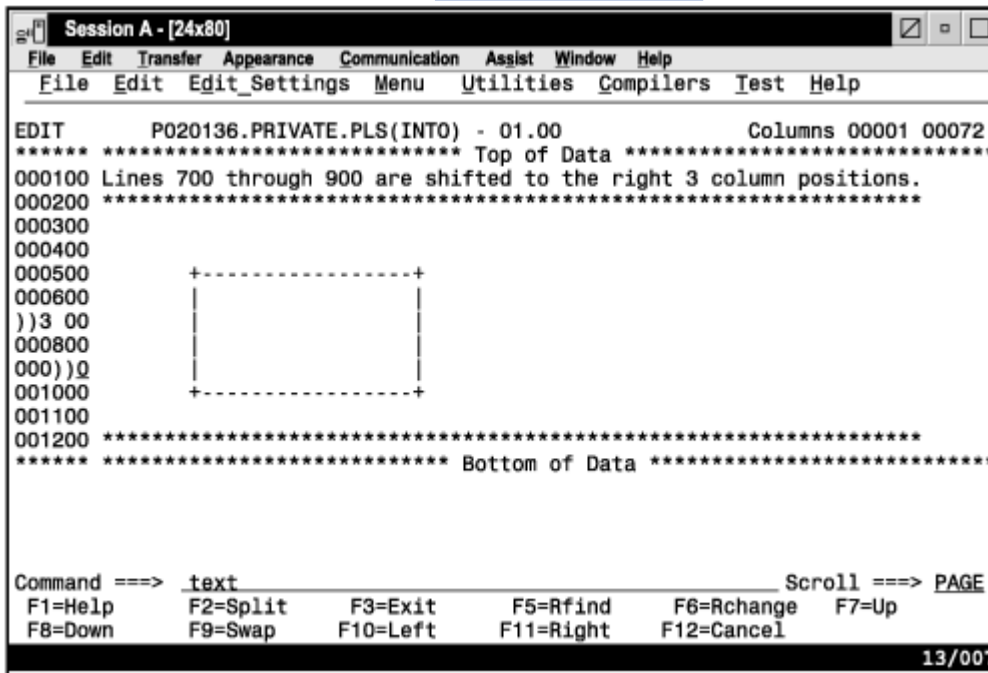 Session A - [24x80]
File Edit Transfer Appearance Communication Assist Window Help
File Edit Edit_Settings Menu Utilities Compilers Test Help
EDIT P020136.PRIVATE.PLS(INTO) - 01.00 Columns 00001 00072
****** ***************************** Top of Data ******************************
000100 Lines 700 through 900 are shifted to the right 3 column positions.
000200 ******************************************************************
000300
000400
000500 +-----------------+
000600 | |
))3 00 | |
000800 | |
000))0 | |
001000 +-----------------+
001100
001200 ******************************************************************
****** **************************** Bottom of Data ****************************
Command ===> text Scroll ===> PAGE
F1=Help F2=Split F3=Exit F5=Rfind F6=Rchange F7=Up
F8=Down F9=Swap F10=Left F11=Right F12=Cancel
13/007